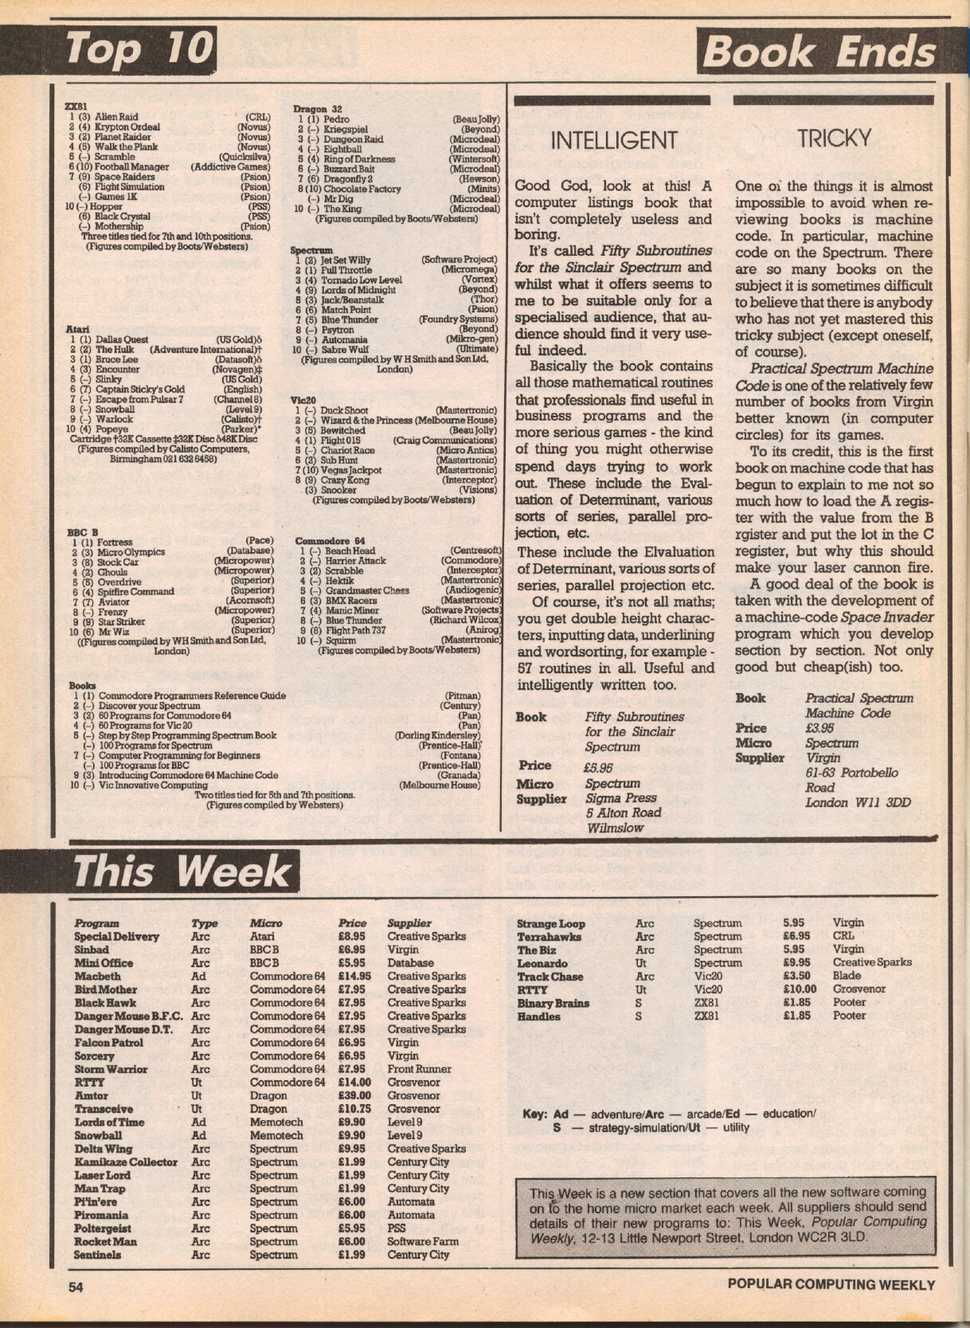 Top 10
Book Ends
ZX81
1 (3) Alien Raid (CRL)
2 (4) Krypton Ordeal (Novus)
3 (2) Planet Raider (Novus)
4 (5) Walk the Plank (Novus)
5 (–) Scramble (Quicksilva)
6 (10) Football Manager (Addictive Games)
7 (9) Space Raiders (Psion)
(6) Flight Simulation (Psion)
(–) Games 1K (Psion)
10 (–) Hopper (PSS)
(6) Black Crystal (PSS)
(–) Mothership (Psion)
Three titles tied for 7th and 10th positions.
(Figures compiled by Boots/Websters)
Atari
1 (1) Dallas Quest (US Gold)δ
2 (2) The Hulk (Adventure International)†
3 (1) Bruce Lee (Datasoft)δ
4 (3) Encounter (Novagen)‡
5 (–) Slinky (US Gold)
6 (7) Captain Sticky's Gold (English)
7 (–) Escape from Pulsar 7 (Channel 8)
8 (–) Snowball (Level 9)
9 (–) Warlock (Calisto)†
10 (4) Popeye (Parker)*
Cartridge †32K Cassette ‡32K Disc δ48K Disc
(Figures compiled by Calisto Computers,
Birmingham 021 632 6458)
BBC B
1 (1) Fortress (Pace)
2 (3) Micro Olympics (Database)
3 (8) Stock Car (Micropower)
4 (2) Ghouls (Micropower)
5 (5) Overdrive (Superior)
6 (4) Spitfire Command (Superior)
7 (7) Aviator (Acornsoft)
8 (–) Frenzy (Micropower)
9 (9) Star Striker (Superior)
10 (6) Mr Wiz (Superior)
((Figures compiled by WH Smith and Son Ltd,
London)
Dragon 32
1 (1) Pedro (Beau Jolly)
2 (–) Kriegspiel (Beyond)
3 (–) Dungeon Raid (Microdeal)
4 (–) Eightball (Microdeal)
5 (4) Ring of Darkness (Wintersoft)
6 (–) Buzzard Bait (Microdeal)
7 (6) Dragonfly 2 (Hewson)
8 (10) Chocolate Factory (Minits)
(–) Mr Dig (Microdeal)
10 (–) The King (Microdeal)
(Figures compiled by Boots/Websters)
Spectrum
1 (2) Jet Set Willy (Software Project)
2 (1) Full Throttle (Micromega)
3 (4) Tornado Low Level (Vortex)
4 (9) Lords of Midnight (Beyond)
5 (3) Jack/Beanstalk (Thor)
6 (6) Match Point (Psion)
7 (5) Blue Thunder (Foundry Systems)
8 (–) Psytron (Beyond)
9 (–) Automania (Mikro-gen)
10 (–) Sabre Wulf (Ultimate)
(Figures compiled by W H Smith and Son Ltd,
London)
Vic20
1 (–) Duck Shoot (Mastertronic)
2 (–) Wizard & the Princess (Melbourne House)
3 (5) Bewitched (Beau Jolly)
4 (1) Flight 015 (Craig Communications)
5 (–) Chariot Race (Micro Antics)
6 (2) Sub Hunt (Mastertronic)
7 (10) Vegas Jackpot (Mastertronic)
8 (9) Crazy Kong (Interceptor)
(3) Snooker (Visions)
(Figures compiled by Boots/Websters)
Commodore 64
1 (–) Beach Head (Centresoft)
2 (–) Harrier Attack (Commodore)
3 (2) Scrabble (Interceptor)
4 (–) Hektik (Mastertronic)
5 (–) Grandmaster Chess (Audiogenic)
6 (3) BMX Racers (Mastertronic)
7 (4) Manic Miner (Software Projects)
8 (–) Blue Thunder (Richard Wilcox)
9 (6) Flight Path 737 (Anirog)
10 (–) Squirm (Mastertronic)
(Figures compiled by Boots/Websters)
Books
1 (1) Commodore Programmers Reference Guide (Pitman)
2 (–) Discover your Spectrum (Century)
3 (2) 60 Programs for Commodore 64 (Pan)
4 (–) 60 Programs for Vic 20 (Pan)
5 (–) Step by Step Programming Spectrum Book (Dorling Kindersley)
(–) 100 Programs for Spectrum (Prentice-Hall)
7 (–) Computer Programming for Beginners (Fontana)
(–) 100 Programs for BBC (Prentice-Hall)
9 (3) Introducing Commodore 64 Machine Code (Granada)
10 (–) Vic Innovative Computing (Melbourne House)
Two titles tied for 5th and 7th positions.
(Figures compiled by Websters)
INTELLIGENT
Good God, look at this! A
computer listings book that
isn't completely useless and
boring.
It's called Fifty Subroutines
for the Sinclair Spectrum and
whilst what it offers seems to
me to be suitable only for a
specialised audience, that au-
dience should find it very use-
ful indeed.
Basically the book contains
all those mathematical routines
that professionals find useful in
business programs and the
more serious games - the kind
of thing you might otherwise
spend days trying to work
out. These include the Eval-
uation of Determinant, various
sorts of series, parallel pro-
jection, etc.
These include the Elvaluation
of Determinant, various sorts of
series, parallel projection etc.
Of course, it's not all maths;
you get double height charac-
ters, inputting data, underlining
and wordsorting, for example -
57 routines in all. Useful and
intelligently written too.
Book Fifty Subroutines
for the Sinclair
Spectrum
Price £5.95
Micro Spectrum
Supplier Sigma Press
5 Alton Road
Wilmslow
TRICKY
One of the things it is almost
impossible to avoid when re-
viewing books is machine
code. In particular, machine
code on the Spectrum. There
are so many books on the
subject it is sometimes difficult
to believe that there is anybody
who has not yet mastered this
tricky subject (except oneself,
of course).
Practical Spectrum Machine
Code is one of the relatively few
number of books from Virgin
better known (in computer
circles) for its games.
To its credit, this is the first
book on machine code that has
begun to explain to me not so
much how to load the A regis-
ter with the value from the B
rgister and put the lot in the C
register, but why this should
make your laser cannon fire.
A good deal of the book is
taken with the development of
a machine-code Space Invader
program which you develop
section by section. Not only
good but cheap(ish) too.
Book Practical Spectrum
Machine Code
Price £3.95
Micro Spectrum
Supplier Virgin
61-63 Portobello
Road
London W11 3DD
This Week
Program Type Micro Price Supplier
Special Delivery Arc Atari £8.95 Creative Sparks
Sinbad Arc BBC B £6.95 Virgin
Mini Office Arc BBC B £5.95 Database
Macbeth Ad Commodore 64 £14.95 Creative Sparks
Bird Mother Arc Commodore 64 £7.95 Creative Sparks
Black Hawk Arc Commodore 64 £7.95 Creative Sparks
Danger Mouse B.F.C. Arc Commodore 64 £7.95 Creative Sparks
Danger Mouse D.T. Arc Commodore 64 £7.95 Creative Sparks
Falcon Patrol Arc Commodore 64 £6.95 Virgin
Sorcery Arc Commodore 64 £6.95 Virgin
Storm Warrior Arc Commodore 64 £7.95 Front Runner
RTTY Ut Commodore 64 £14.00 Grosvenor
Amtor Ut Dragon £39.00 Grosvenor
Transceive Ut Dragon £10.75 Grosvenor
Lords of Time Ad Memotech £9.90 Level 9
Snowball Ad Memotech £9.90 Level 9
Delta Wing Arc Spectrum £9.95 Creative Sparks
Kamikaze Collector Arc Spectrum £1.99 Century City
Laser Lord Arc Spectrum £1.99 Century City
Man Trap Arc Spectrum £1.99 Century City
Pi'in'ere Arc Spectrum £6.00 Automata
Piromania Arc Spectrum £6.00 Automata
Poltergeist Arc Spectrum £5.95 PSS
Rocket Man Arc Spectrum £6.00 Software Farm
Sentinels Arc Spectrum £1.99 Century City
Strange Loop Arc Spectrum 5.95 Virgin
Terrahawks Arc Spectrum £6.95 CRL
The Biz Arc Spectrum 5.95 Virgin
Leonardo Ut Spectrum £9.95 Creative Sparks
Track Chase Arc Vic20 £3.50 Blade
RTTY Ut Vic20 £10.00 Grosvenor
Binary Brains S ZX81 £1.85 Pooter
Handles S ZX81 £1.85 Pooter
Key: Ad — adventure/Arc — arcade/Ed — education/
S — strategy-simulation/Ut — utility
This Week is a new section that covers all the new software coming
on to the home micro market each week. All suppliers should send
details of their new programs to: This Week, Popular Computing
Weekly, 12-13 Little Newport Street, London WC2R 3LD.
54
POPULAR COMPUTING WEEKLY